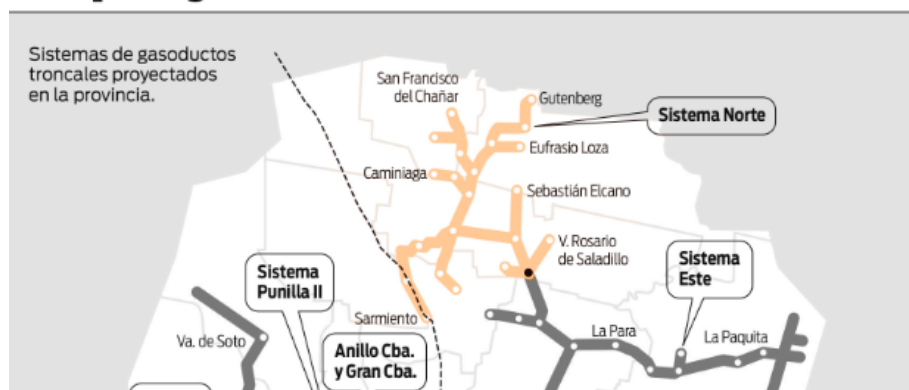 Sistemas de gasoductos
troncales proyectados
en la provincia.
San Francisco
del Chañar
Gutenberg
Sistema Norte
Eufrasio Loza
Caminiaga
Sebastián Elcano
V. Rosario
de Saladillo
Sistema
Este
Sistema
Punilla II
Sarmiento
La Para
La Paquita
Va. de Soto
Anillo Cba.
y Gran Cba.